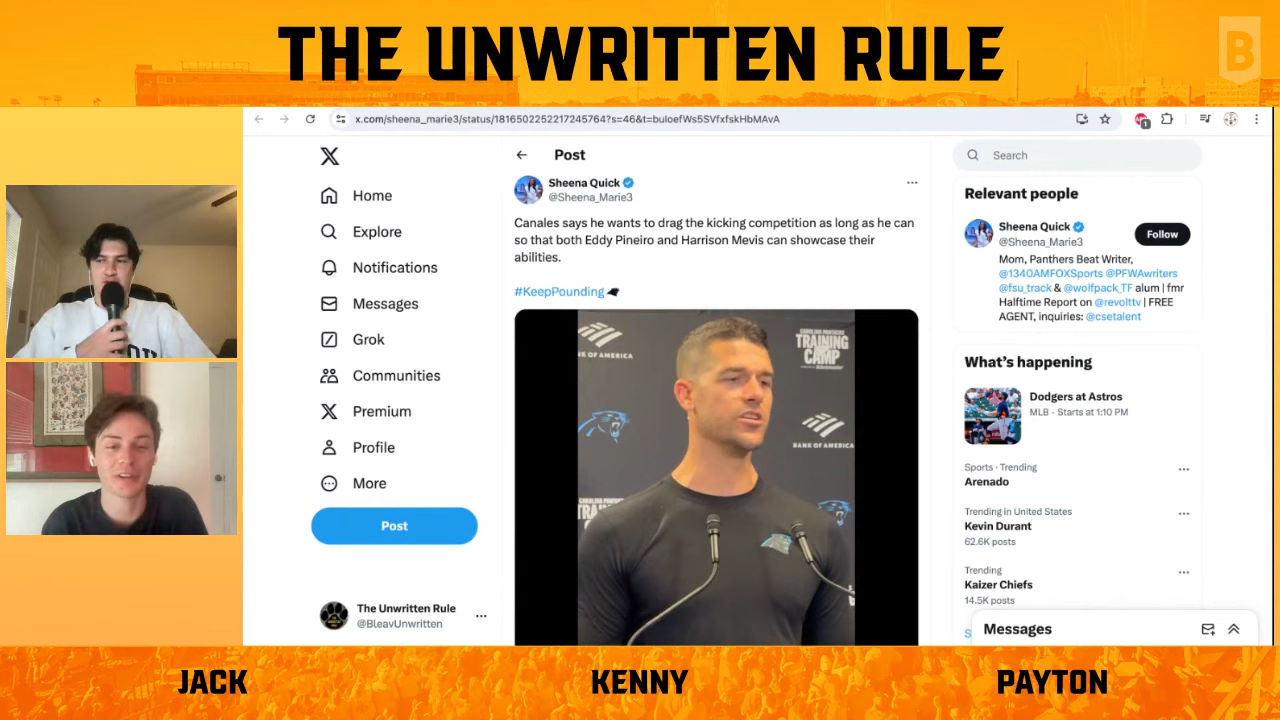 THE UNWRITTEN RULE
B
x.com/sheena_marie3/status/1816502252217245764?s=46&t=buloefWs5SVfxfskHbMAvA
1
Home
Explore
Notifications
Messages
Grok
Communities
Premium
Profile
More
Post
The Unwritten Rule
@BleavUnwritten
Post
Sheena Quick
@Sheena_Marie3
Canales says he wants to drag the kicking competition as long as he can
so that both Eddy Pineiro and Harrison Mevis can showcase their
abilities.
#KeepPounding
NK OF AMERICA
CAROLINA PANTHERS
TRAINING
CAMP
BANK OF AMERICA
Search
Relevant people
Sheena Quick
@Sheena_Marie3
Follow
Mom, Panthers Beat Writer,
@1340AMFOXSports @PFWAwriters
@fsu_track & @wolfpack_TF alum | fmr
Halftime Report on @revolttv | FREE
AGENT, inquiries: @csetalent
What's happening
Dodgers at Astros
MLB · Starts at 1:10 PM
Sports · Trending
Arenado
Trending in United States
Kevin Durant
62.6K posts
Trending
Kaizer Chiefs
14.5K posts
S
Messages
JACK
KENNY
PAYTON